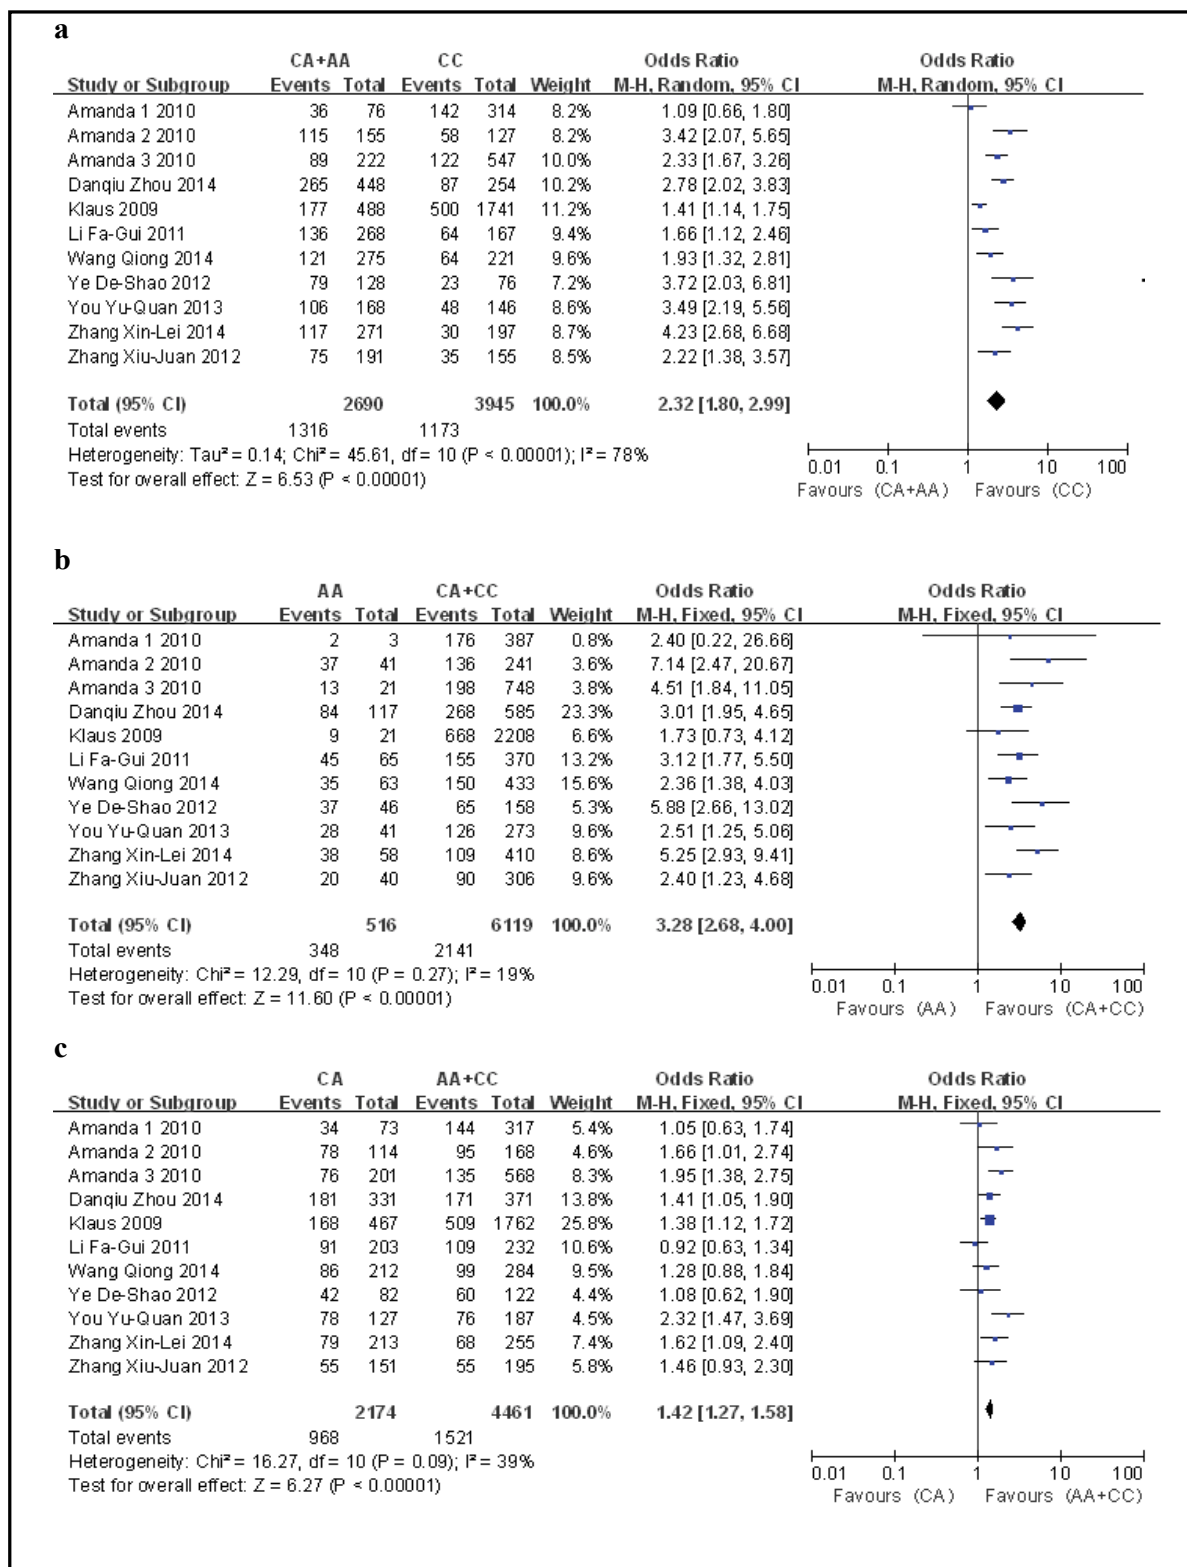 a
CA+AA CC Odds Ratio Odds Ratio
Study or Subgroup Events Total Events Total Weight M-H, Random, 95% CI M-H, Random, 95% CI
Amanda 1 2010 36 76 142 314 8.2% 1.09 [0.66, 1.80]
Amanda 2 2010 115 155 58 127 8.2% 3.42 [2.07, 5.65]
Amanda 3 2010 89 222 122 547 10.0% 2.33 [1.67, 3.26]
Danqiu Zhou 2014 265 448 87 254 10.2% 2.78 [2.02, 3.83]
Klaus 2009 177 488 500 1741 11.2% 1.41 [1.14, 1.75]
Li Fa-Gui 2011 136 268 64 167 9.4% 1.66 [1.12, 2.46]
Wang Qiong 2014 121 275 64 221 9.6% 1.93 [1.32, 2.81]
Ye De-Shao 2012 79 128 23 76 7.2% 3.72 [2.03, 6.81]
You Yu-Quan 2013 106 168 48 146 8.6% 3.49 [2.19, 5.56]
Zhang Xin-Lei 2014 117 271 30 197 8.7% 4.23 [2.68, 6.68]
Zhang Xiu-Juan 2012 75 191 35 155 8.5% 2.22 [1.38, 3.57]
Total (95% CI) 2690 3945 100.0% 2.32 [1.80, 2.99]
Total events 1316 1173
Heterogeneity: Tau² = 0.14; Chi² = 45.61, df = 10 (P < 0.00001); I² = 78%
Test for overall effect: Z = 6.53 (P < 0.00001)
0.01 0.1 1 10 100
Favours (CA+AA) Favours (CC)
b
AA CA+CC Odds Ratio Odds Ratio
Study or Subgroup Events Total Events Total Weight M-H, Fixed, 95% CI M-H, Fixed, 95% CI
Amanda 1 2010 2 3 176 387 0.8% 2.40 [0.22, 26.66]
Amanda 2 2010 37 41 136 241 3.6% 7.14 [2.47, 20.67]
Amanda 3 2010 13 21 198 748 3.8% 4.51 [1.84, 11.05]
Danqiu Zhou 2014 84 117 268 585 23.3% 3.01 [1.95, 4.65]
Klaus 2009 9 21 668 2208 6.6% 1.73 [0.73, 4.12]
Li Fa-Gui 2011 45 65 155 370 13.2% 3.12 [1.77, 5.50]
Wang Qiong 2014 35 63 150 433 15.6% 2.36 [1.38, 4.03]
Ye De-Shao 2012 37 46 65 158 5.3% 5.88 [2.66, 13.02]
You Yu-Quan 2013 28 41 126 273 9.6% 2.51 [1.25, 5.06]
Zhang Xin-Lei 2014 38 58 109 410 8.6% 5.25 [2.93, 9.41]
Zhang Xiu-Juan 2012 20 40 90 306 9.6% 2.40 [1.23, 4.68]
Total (95% CI) 516 6119 100.0% 3.28 [2.68, 4.00]
Total events 348 2141
Heterogeneity: Chi² = 12.29, df = 10 (P = 0.27); I² = 19%
Test for overall effect: Z = 11.60 (P < 0.00001)
0.01 0.1 1 10 100
Favours (AA) Favours (CA+CC)
c
CA AA+CC Odds Ratio Odds Ratio
Study or Subgroup Events Total Events Total Weight M-H, Fixed, 95% CI M-H, Fixed, 95% CI
Amanda 1 2010 34 73 144 317 5.4% 1.05 [0.63, 1.74]
Amanda 2 2010 78 114 95 168 4.6% 1.66 [1.01, 2.74]
Amanda 3 2010 76 201 135 568 8.3% 1.95 [1.38, 2.75]
Danqiu Zhou 2014 181 331 171 371 13.8% 1.41 [1.05, 1.90]
Klaus 2009 168 467 509 1762 25.8% 1.38 [1.12, 1.72]
Li Fa-Gui 2011 91 203 109 232 10.6% 0.92 [0.63, 1.34]
Wang Qiong 2014 86 212 99 284 9.5% 1.28 [0.88, 1.84]
Ye De-Shao 2012 42 82 60 122 4.4% 1.08 [0.62, 1.90]
You Yu-Quan 2013 78 127 76 187 4.5% 2.32 [1.47, 3.69]
Zhang Xin-Lei 2014 79 213 68 255 7.4% 1.62 [1.09, 2.40]
Zhang Xiu-Juan 2012 55 151 55 195 5.8% 1.46 [0.93, 2.30]
Total (95% CI) 2174 4461 100.0% 1.42 [1.27, 1.58]
Total events 968 1521
Heterogeneity: Chi² = 16.27, df = 10 (P = 0.09); I² = 39%
Test for overall effect: Z = 6.27 (P < 0.00001)
0.01 0.1 1 10 100
Favours (CA) Favours (AA+CC)